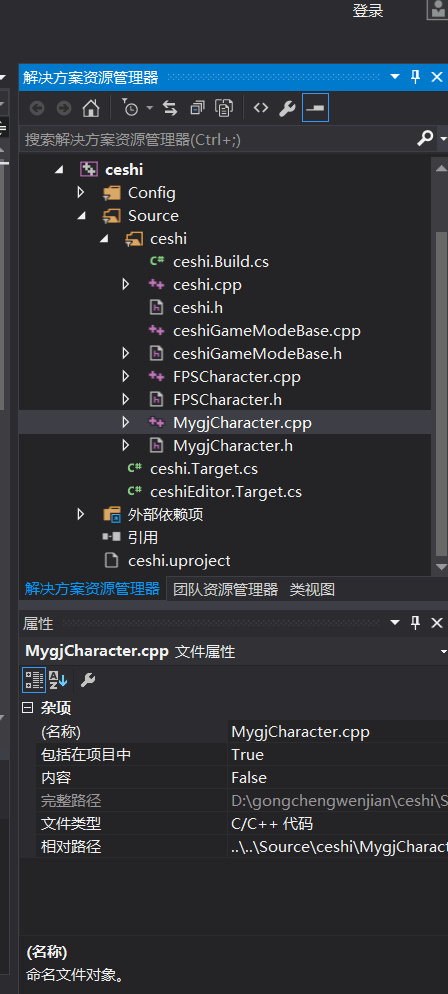 登录
解决方案资源管理器
搜索解决方案资源管理器(Ctrl+;)
ceshi
Config
Source
ceshi
ceshi.Build.cs
ceshi.cpp
ceshi.h
ceshiGameModeBase.cpp
ceshiGameModeBase.h
FPSCharacter.cpp
FPSCharacter.h
MygjCharacter.cpp
MygjCharacter.h
ceshi.Target.cs
ceshiEditor.Target.cs
外部依赖项
引用
ceshi.uproject
解决方案资源管理器 团队资源管理器 类视图
属性
MygjCharacter.cpp 文件属性
杂项
(名称) MygjCharacter.cpp
包括在项目中 True
内容 False
完整路径 D:\gongchengwenjian\ceshi\S
文件类型 C/C++ 代码
相对路径 ..\..\Source\ceshi\MygjCharact
(名称)
命名文件对象。